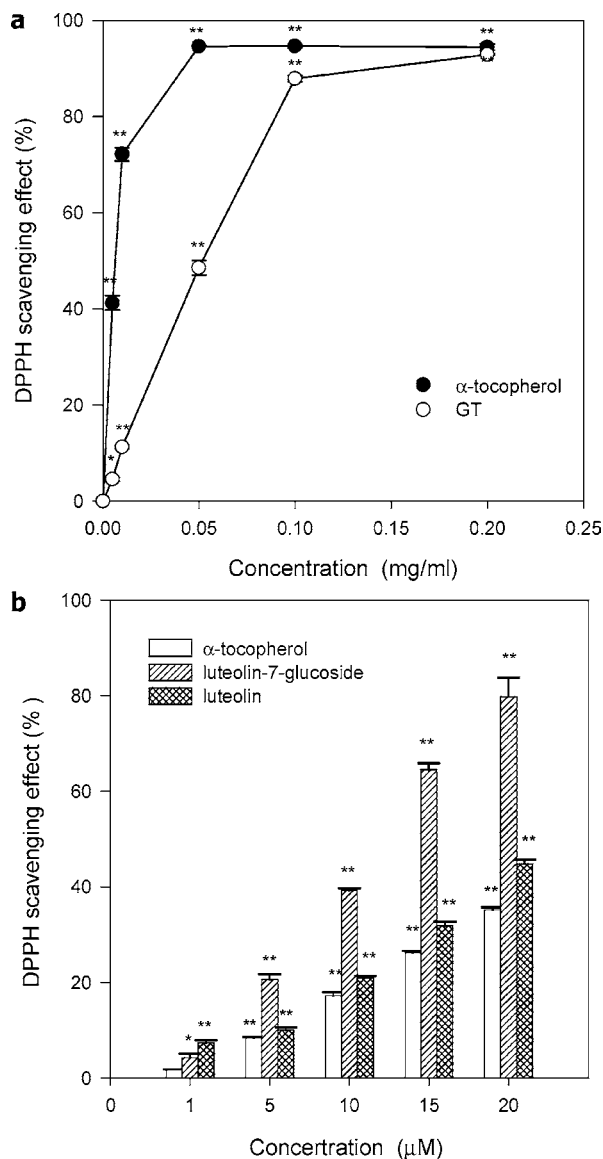 a
DPPH scavenging effect (%)
100
80
60
40
20
0
**
**
**
**
**
**
**
**
*
**
α-tocopherol
GT
0.00 0.05 0.10 0.15 0.20 0.25
Concentration (mg/ml)
b
DPPH scavenging effect (%)
100
80
60
40
20
0
α-tocopherol
luteolin-7-glucoside
luteolin
* **
** ** **
** ** **
** ** **
** ** **
0 1 5 10 15 20
Concertration (μM)